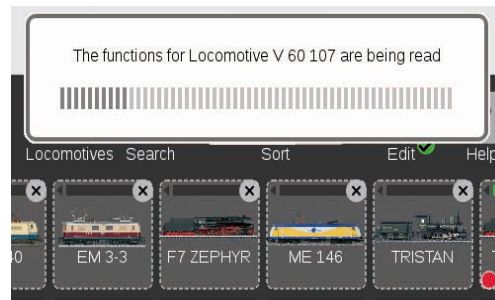 The functions for Locomotive V 60 107 are being read
Locomotives Search Sort Edit Help
40 EM 3-3 F7 ZEPHYR ME 146 TRISTAN